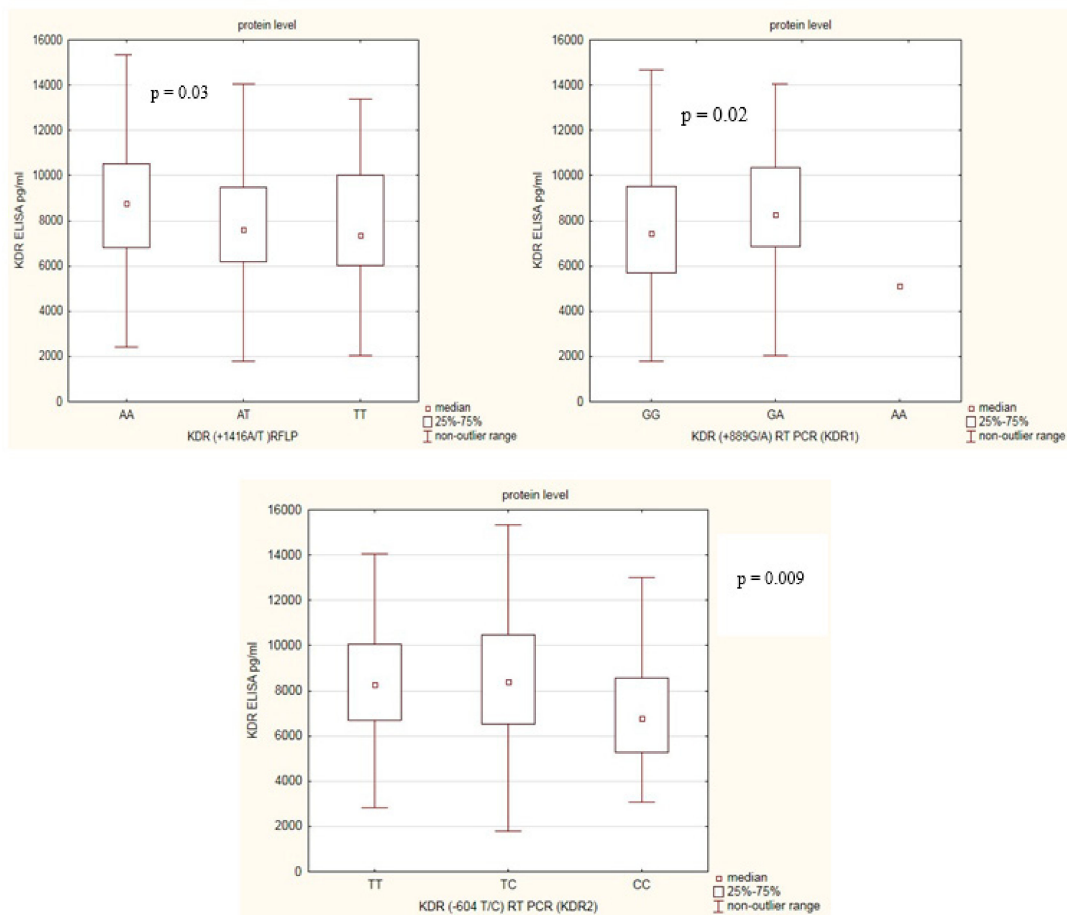 protein level
16000
14000
12000
10000
8000
6000
4000
2000
0
KDR ELISA pg/ml
p = 0.03
AA
AT
TT
KDR (+1416A/T )RFLP
median
25%-75%
non-outlier range
protein level
16000
14000
12000
10000
8000
6000
4000
2000
0
KDR ELISA pg/ml
p = 0.02
GG
GA
AA
KDR (+889G/A) RT PCR (KDR1)
median
25%-75%
non-outlier range
protein level
16000
14000
12000
10000
8000
6000
4000
2000
0
KDR ELISA pg/ml
p = 0.009
TT
TC
CC
KDR (-604 T/C) RT PCR (KDR2)
median
25%-75%
non-outlier range